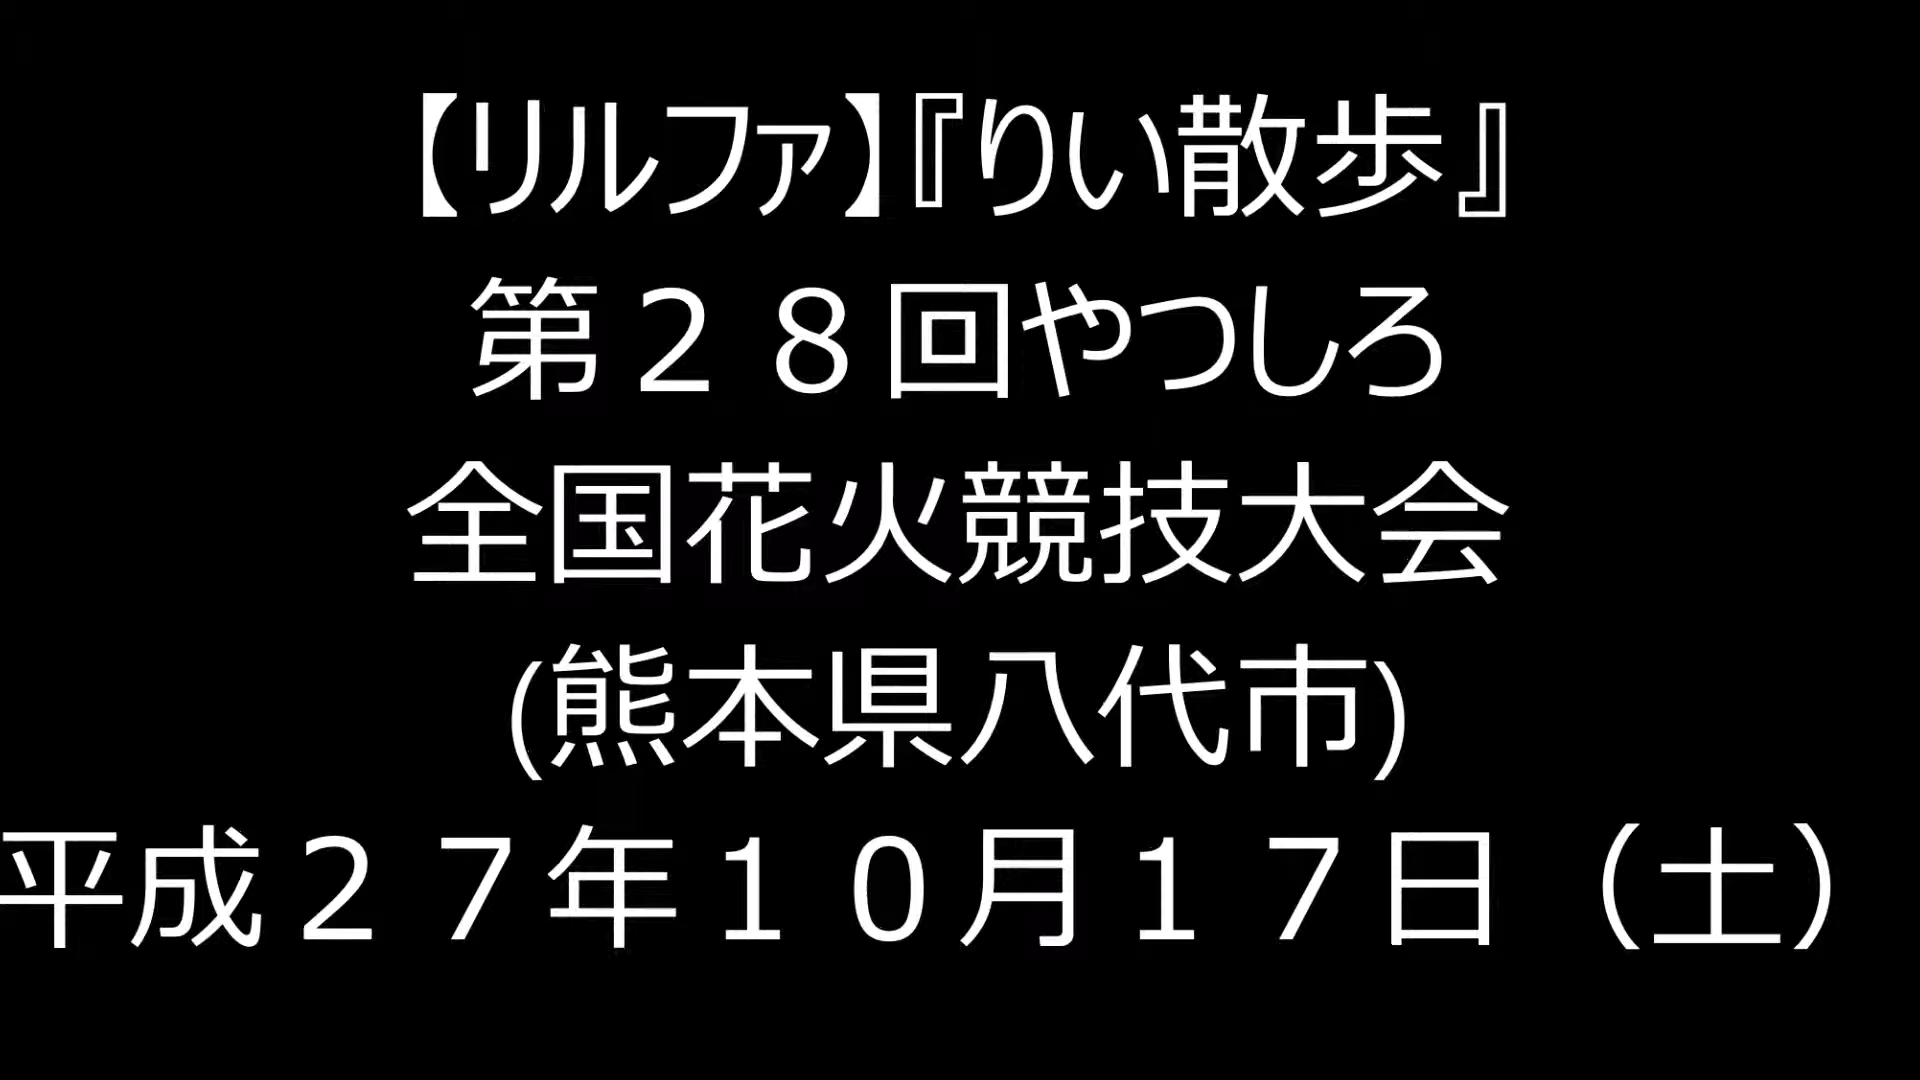 【リルファ】『りい散歩』
第２８回やつしろ
全国花火競技大会
(熊本県八代市)
平成２７年１０月１７日（土）